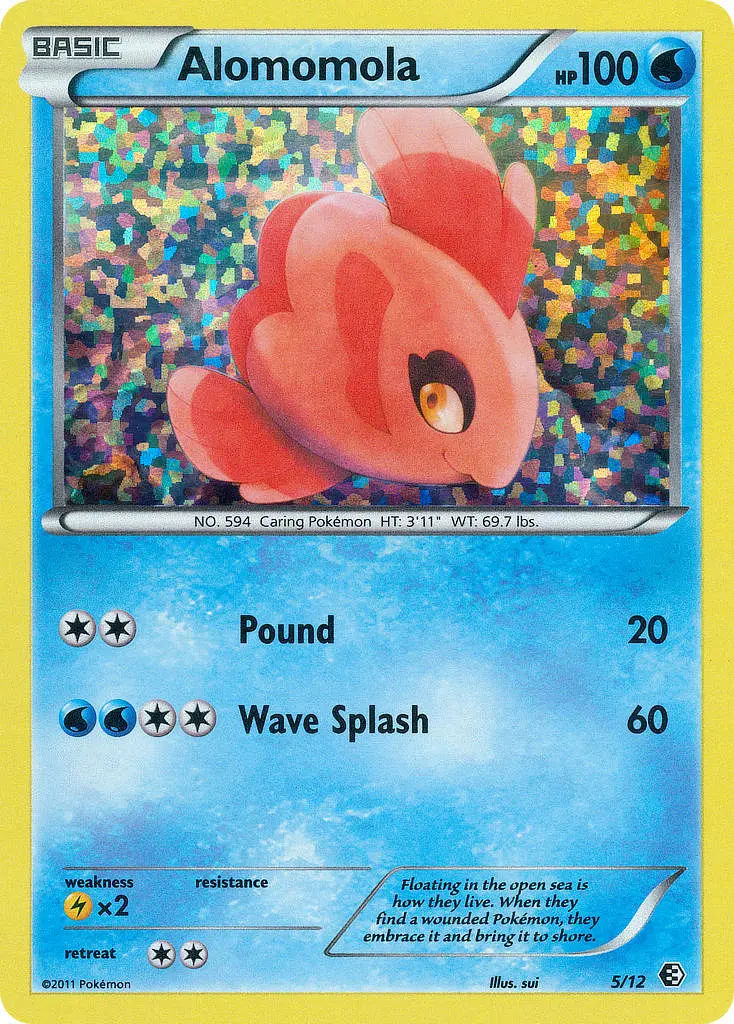 BASIC Alomomola HP100
NO. 594 Caring Pokémon HT: 3'11" WT: 69.7 lbs.
Pound 20
Wave Splash 60
weakness resistance
×2
retreat
Floating in the open sea is
how they live. When they
find a wounded Pokémon, they
embrace it and bring it to shore.
©2011 Pokémon Illus. sui 5/12